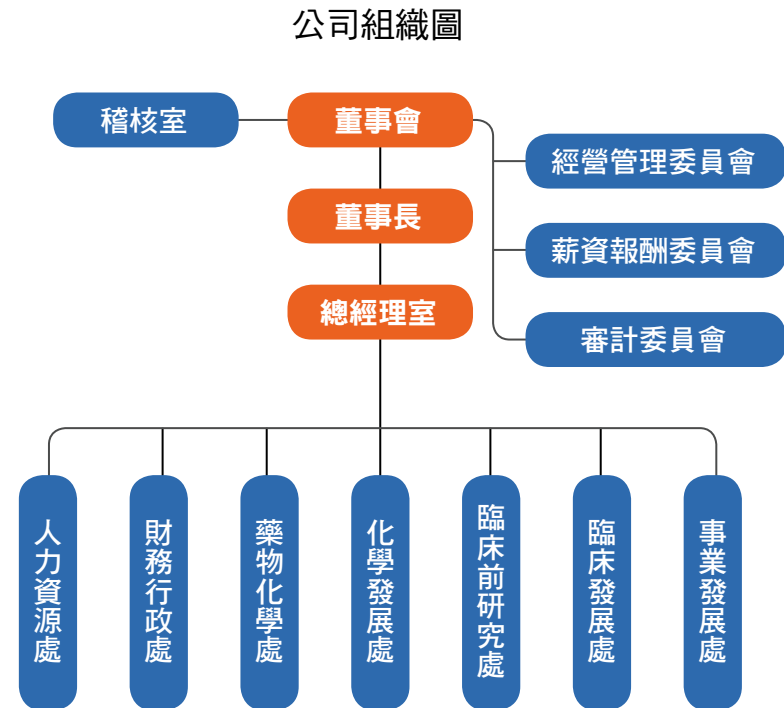 公司組織圖
稽核室
董事會
經營管理委員會
董事長
薪資報酬委員會
總經理室
審計委員會
人力資源處
財務行政處
藥物化學處
化學發展處
臨床前研究處
臨床發展處
事業發展處